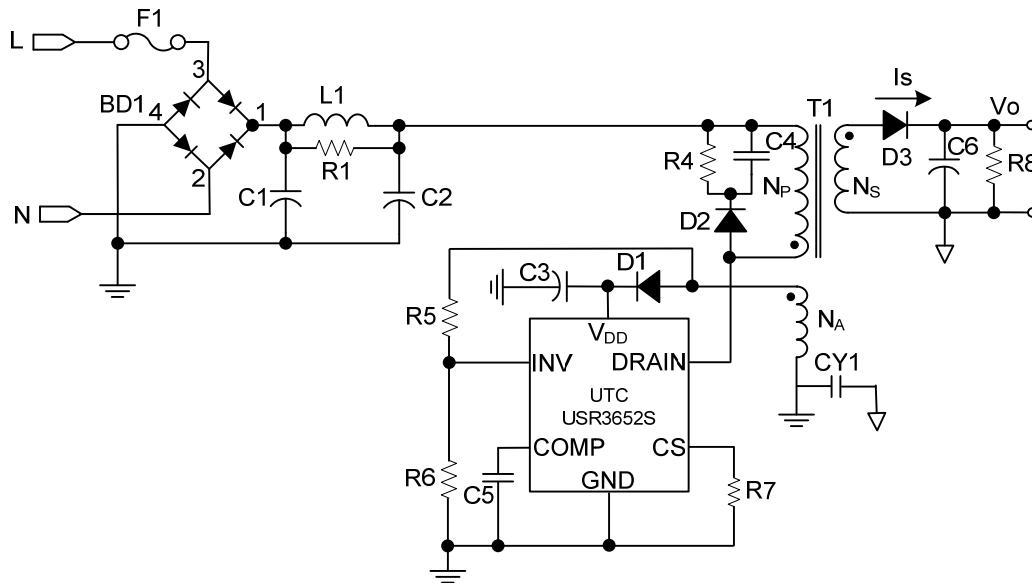 F1
L
3
BD1
4
1
L1
R1
2
C1
C2
N
R4
C4
D2
NP
T1
NS
Is
D3
Vo
C6
R8
C3
D1
R5
VDD
NA
INV
DRAIN
CY1
UTC
USR3652S
COMP
CS
R6
C5
GND
R7